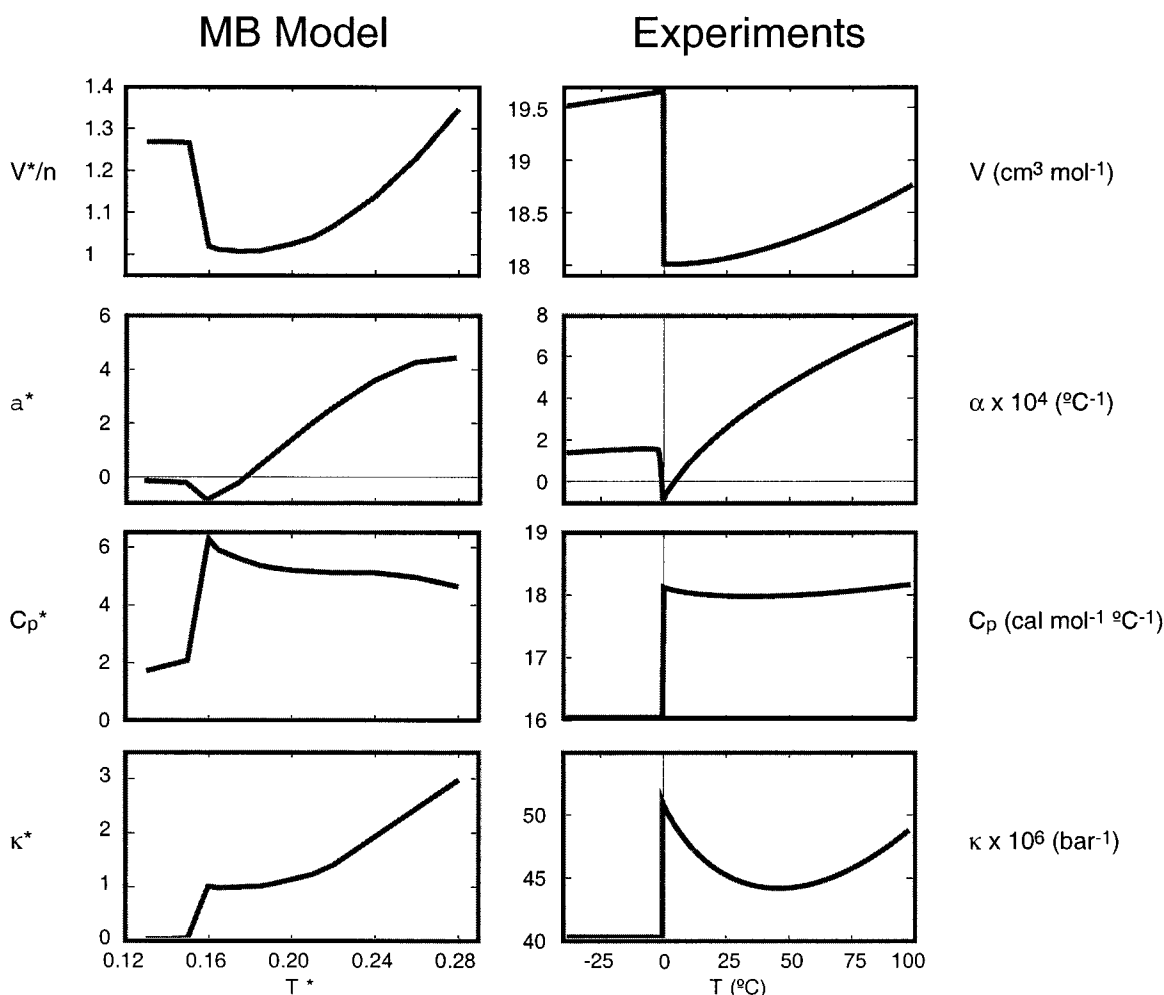 MB Model
Experiments
1.4
1.3
1.2
1.1
1
V*/n
19.5
19
18.5
18
V (cm³ mol⁻¹)
6
4
2
0
a*
8
6
4
2
0
α x 10⁴ (ºC⁻¹)
6
4
2
0
Cp*
19
18
17
16
Cp (cal mol⁻¹ ºC⁻¹)
3
2
1
0
κ*
50
45
40
κ x 10⁶ (bar⁻¹)
0.12 0.16 0.20 0.24 0.28
T *
-25 0 25 50 75 100
T (ºC)